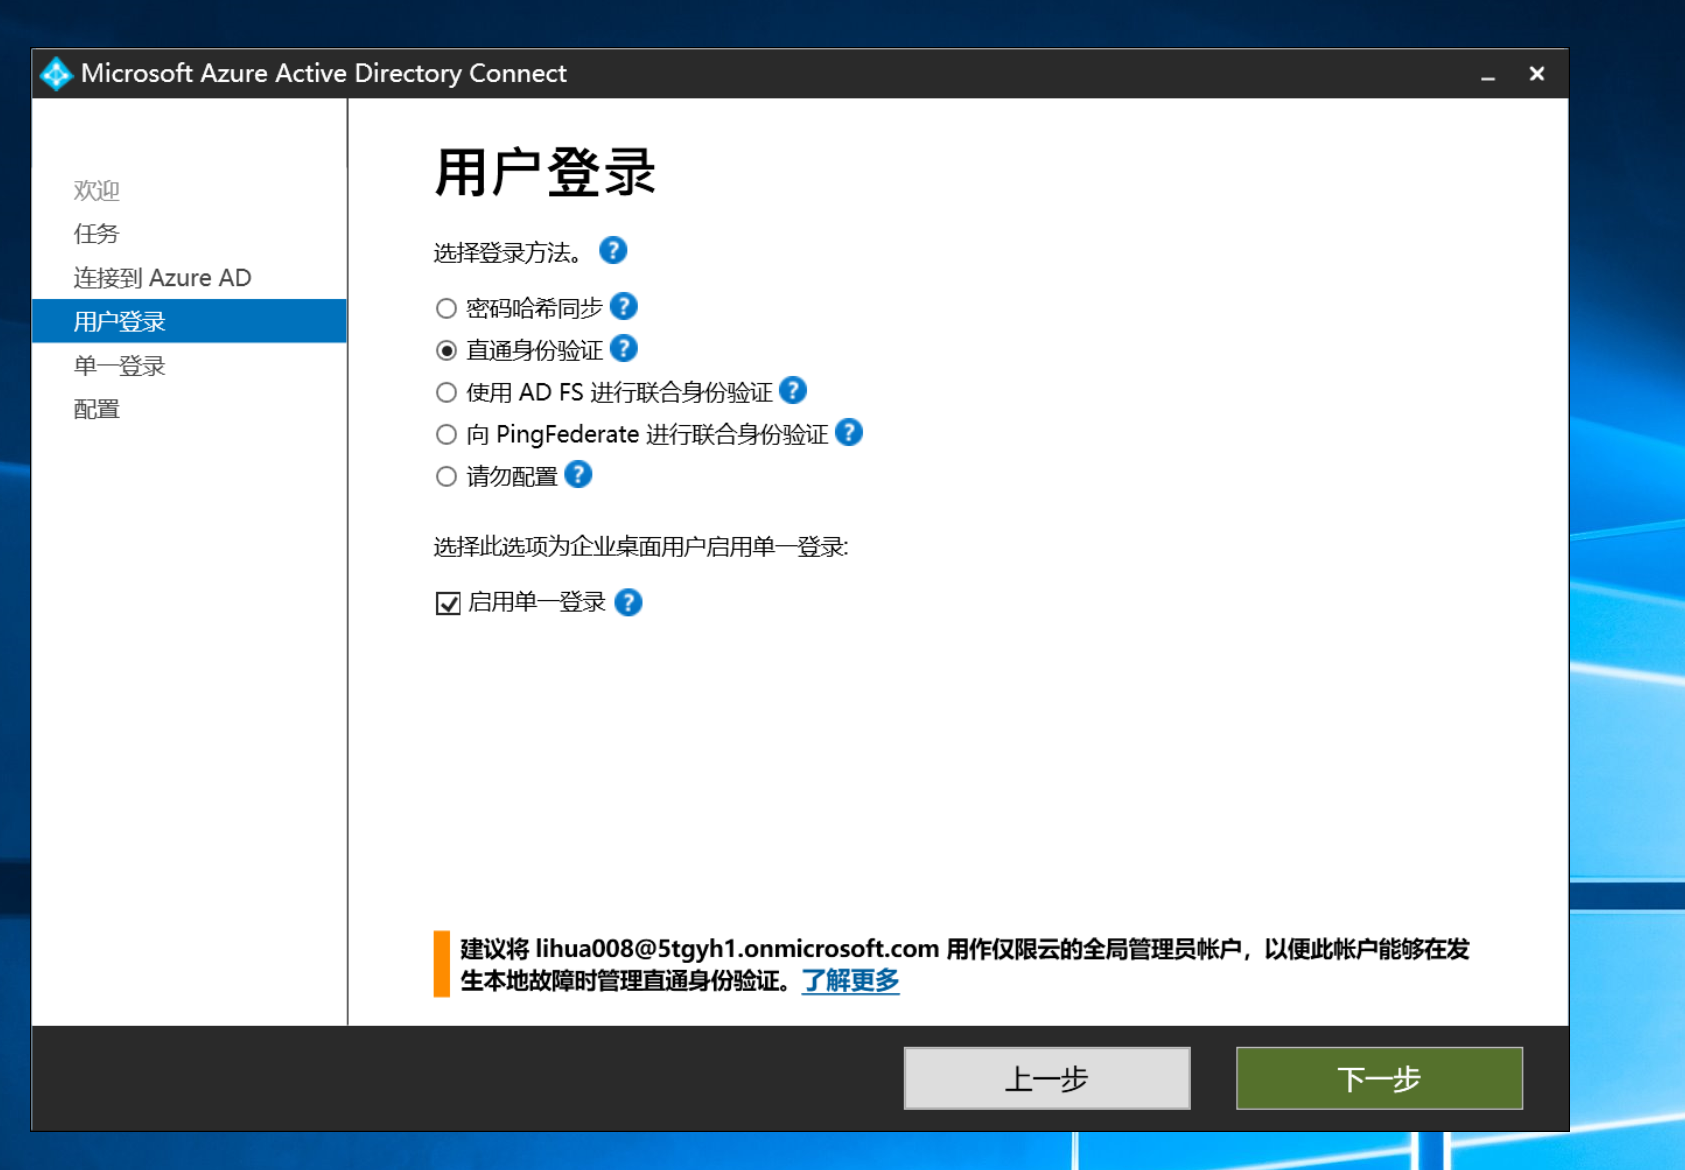 Microsoft Azure Active Directory Connect
欢迎
任务
连接到 Azure AD
用户登录
单一登录
配置
用户登录
选择登录方法。 ?
密码哈希同步 ?
直通身份验证 ?
使用 AD FS 进行联合身份验证 ?
向 PingFederate 进行联合身份验证 ?
请勿配置 ?
选择此选项为企业桌面用户启用单一登录:
启用单一登录 ?
建议将 lihua008@5tgyh1.onmicrosoft.com 用作仅限云的全局管理员帐户，以便此帐户能够在发
生本地故障时管理直通身份验证。了解更多
上一步
下一步